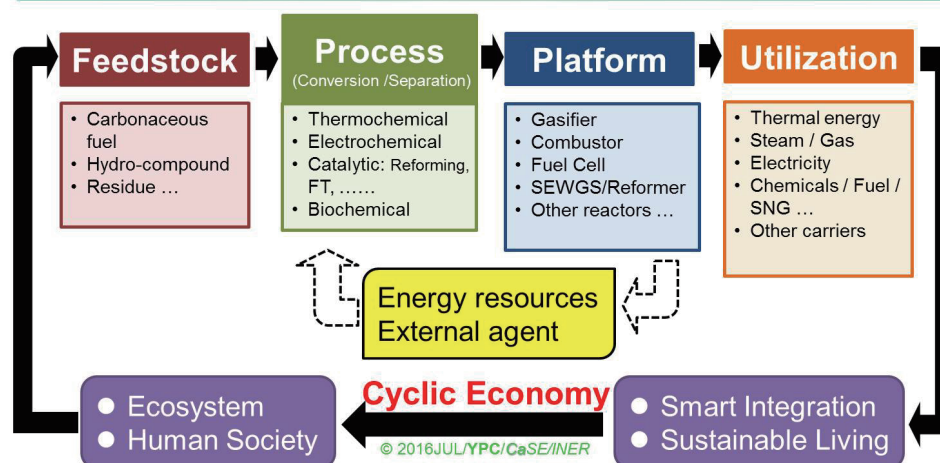 Feedstock
• Carbonaceous
fuel
• Hydro-compound
• Residue ...
Process
(Conversion /Separation)
• Thermochemical
• Electrochemical
• Catalytic: Reforming,
FT, ......
• Biochemical
Platform
• Gasifier
• Combustor
• Fuel Cell
• SEWGS/Reformer
• Other reactors ...
Utilization
• Thermal energy
• Steam / Gas
• Electricity
• Chemicals / Fuel /
SNG ...
• Other carriers
Energy resources
External agent
● Ecosystem
● Human Society
Cyclic Economy
● Smart Integration
● Sustainable Living
© 2016JUL/YPC/CaSE/INER